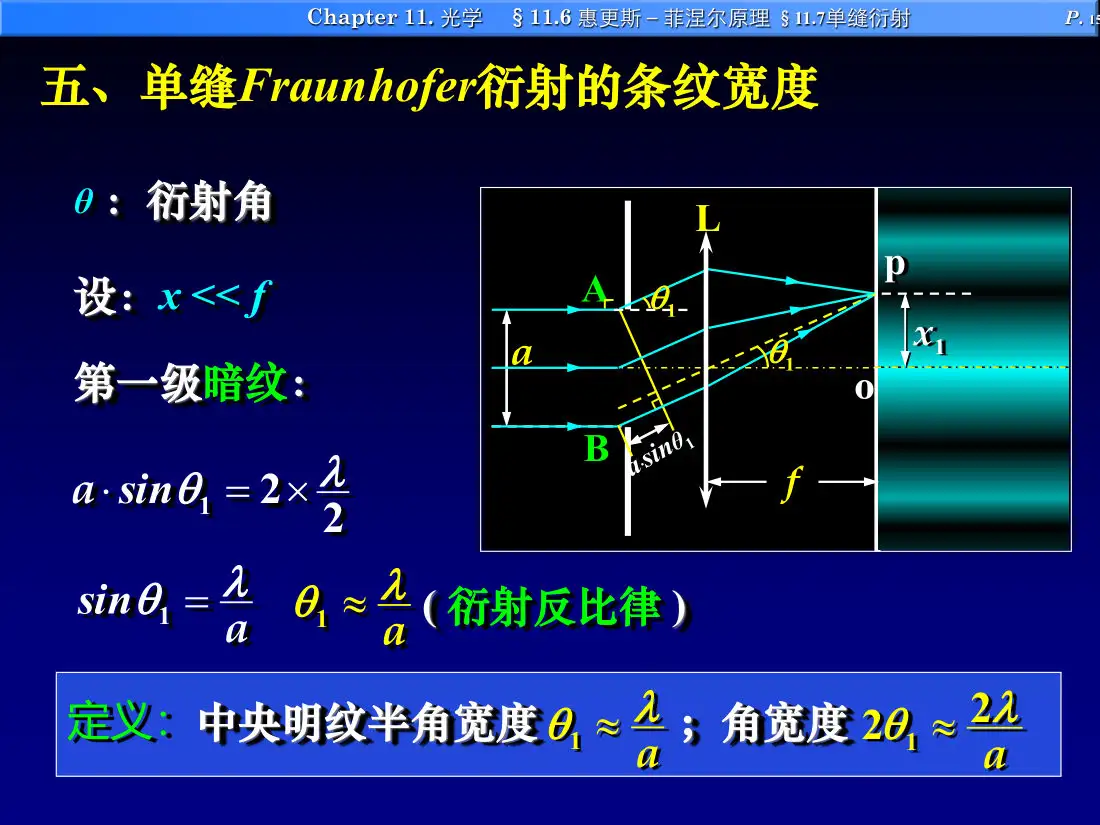 Chapter 11. 光学 §11.6 惠更斯 – 菲涅尔原理 §11.7单缝衍射 P. 15
五、单缝Fraunhofer衍射的条纹宽度
θ：衍射角
设：x << f
第一级暗纹：
a · sinθ₁ = 2 × λ/2
sinθ₁ = λ/a θ₁ ≈ λ/a ( 衍射反比律 )
L
p
A θ₁
x₁
a θ₁
o
B a·sinθ₁
f
定义：中央明纹半角宽度 θ₁ ≈ λ/a ；角宽度 2θ₁ ≈ 2λ/a